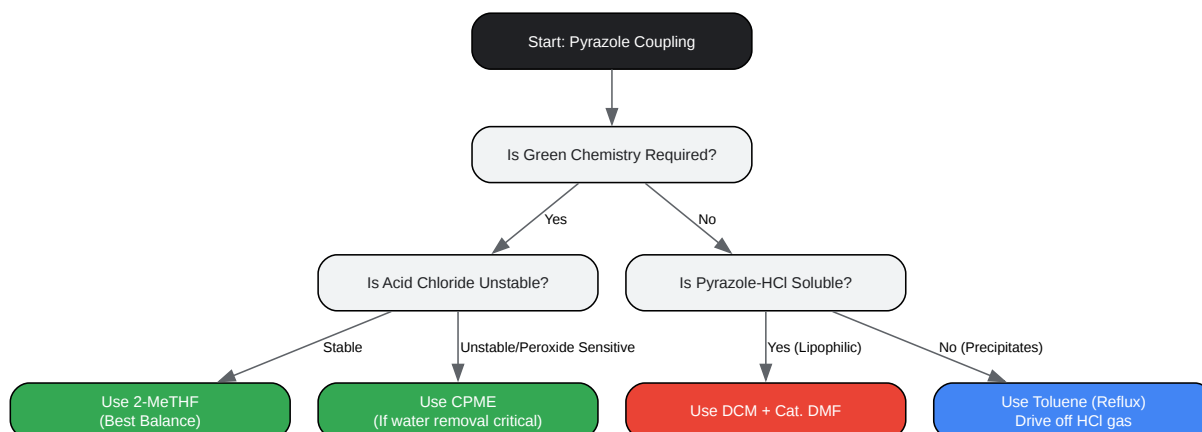 Start: Pyrazole Coupling
Is Green Chemistry Required?
Yes
No
Is Acid Chloride Unstable?
Is Pyrazole-HCl Soluble?
Stable
Unstable/Peroxide Sensitive
Yes (Lipophilic)
No (Precipitates)
Use 2-MeTHF
(Best Balance)
Use CPME
(If water removal critical)
Use DCM + Cat. DMF
Use Toluene (Reflux)
Drive off HCl gas